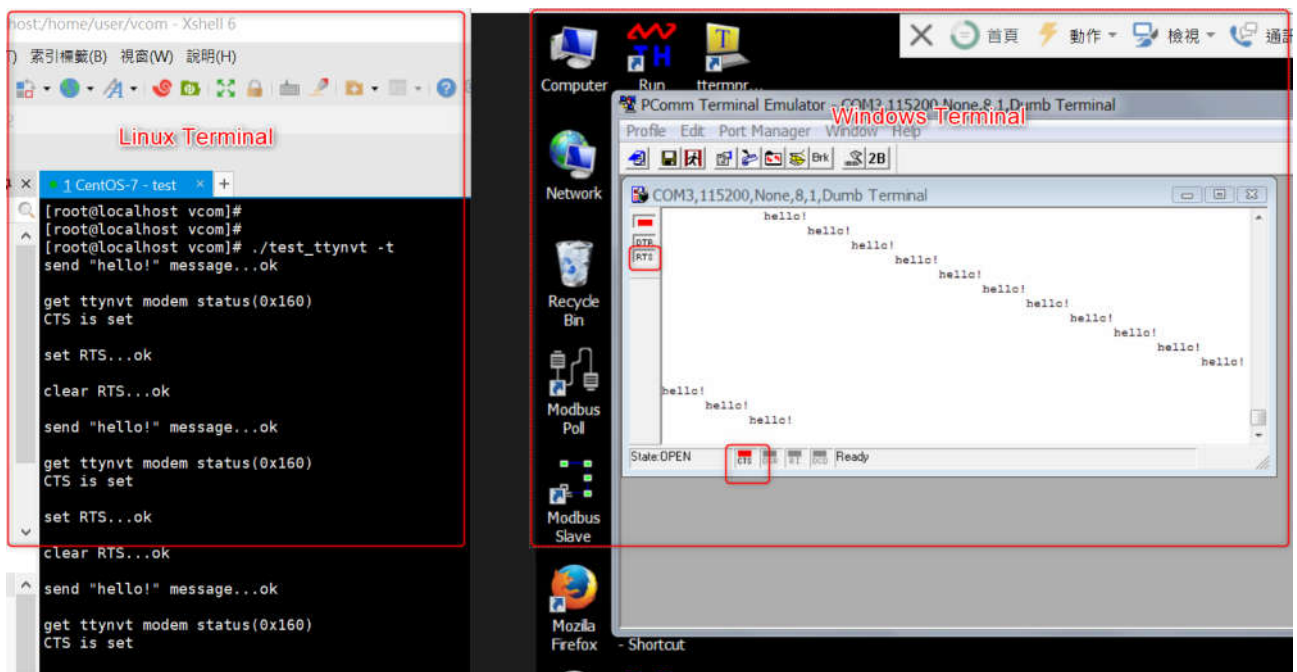 host:/home/user/vcom - Xshell 6
索引標籤(B) 視窗(W) 說明(H)
Linux Terminal
1 CentOS-7 - test × +
[root@localhost vcom]#
[root@localhost vcom]#
[root@localhost vcom]# ./test_ttynvt -t
send "hello!" message...ok
get ttynvt modem status(0x160)
CTS is set
set RTS...ok
clear RTS...ok
send "hello!" message...ok
get ttynvt modem status(0x160)
CTS is set
set RTS...ok
clear RTS...ok
send "hello!" message...ok
get ttynvt modem status(0x160)
CTS is set
Computer
Run
ttermpr...
Network
Recycle
Bin
Modbus
Poll
Modbus
Slave
Mozilla
Firefox
- Shortcut
首頁 動作 檢視 通訊
PComm Terminal Emulator - COM3,115200,None,8,1,Dumb Terminal
Windows Terminal
Profile Edit Port Manager Window Help
Brk 2B
COM3,115200,None,8,1,Dumb Terminal
DTR
RTS
hello!
hello!
hello!
hello!
hello!
hello!
hello!
hello!
hello!
hello!
hello!
hello!
hello!
hello!
State:OPEN CTS DSR RI DCD Ready